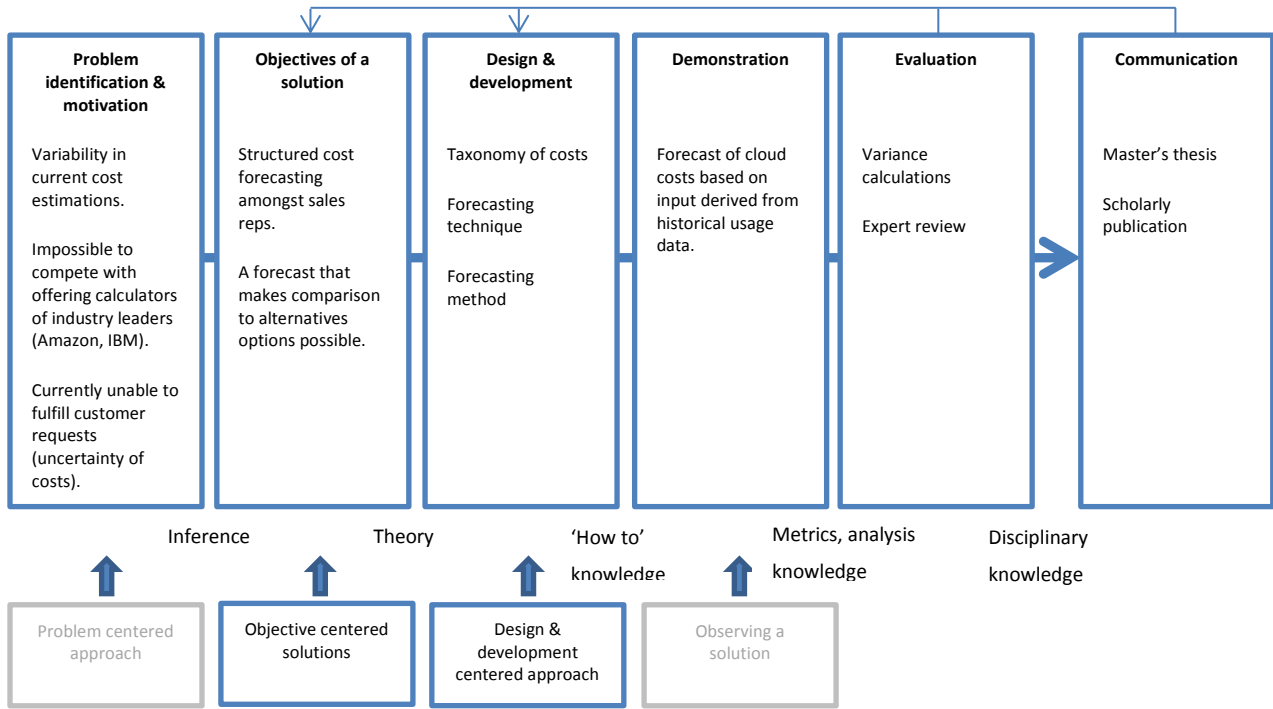 Problem
identification &
motivation
Variability in
current cost
estimations.
Impossible to
compete with
offering calculators
of industry leaders
(Amazon, IBM).
Currently unable to
fulfill customer
requests
(uncertainty of
costs).
Objectives of a
solution
Structured cost
forecasting
amongst sales
reps.
A forecast that
makes comparison
to alternatives
options possible.
Design &
development
Taxonomy of costs
Forecasting
technique
Forecasting
method
Demonstration
Forecast of cloud
costs based on
input derived from
historical usage
data.
Evaluation
Variance
calculations
Expert review
Communication
Master’s thesis
Scholarly
publication
Inference
Theory
‘How to’
knowledge
Metrics, analysis
knowledge
Disciplinary
knowledge
Problem centered
approach
Objective centered
solutions
Design &
development
centered approach
Observing a
solution